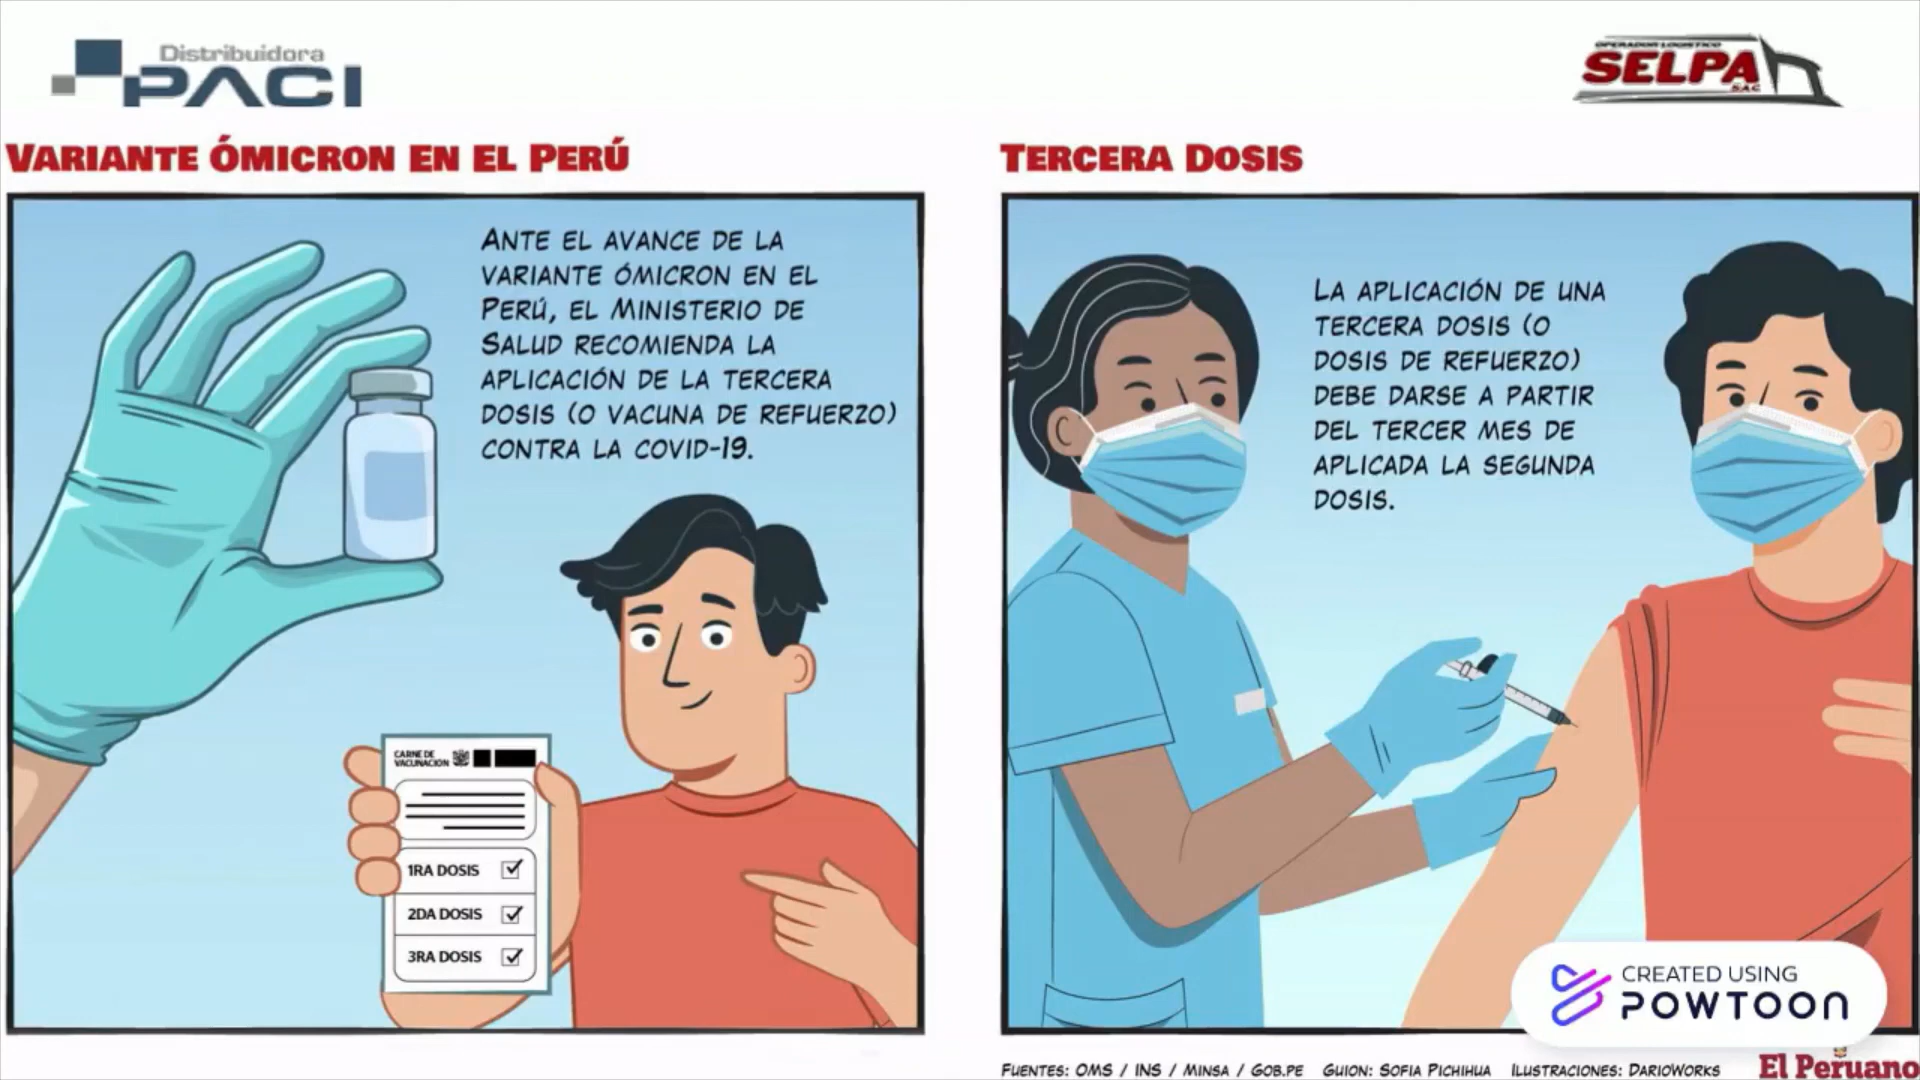 Distribuidora
PACI
OPERADOR LOGISTICO
SELPA
SAC
VARIANTE ÓMICRON EN EL PERÚ
ANTE EL AVANCE DE LA
VARIANTE ÓMICRON EN EL
PERÚ, EL MINISTERIO DE
SALUD RECOMIENDA LA
APLICACIÓN DE LA TERCERA
DOSIS (O VACUNA DE REFUERZO)
CONTRA LA COVID-19.
CARNE DE
VACUNACION
1RA DOSIS
2DA DOSIS
3RA DOSIS
TERCERA DOSIS
LA APLICACIÓN DE UNA
TERCERA DOSIS (O
DOSIS DE REFUERZO)
DEBE DARSE A PARTIR
DEL TERCER MES DE
APLICADA LA SEGUNDA
DOSIS.
CREATED USING
POWTOON
FUENTES: OMS / INS / MINSA / GOB.PE GUION: SOFIA PICHIHUA ILUSTRACIONES: DARIOWORKS
El Peruano